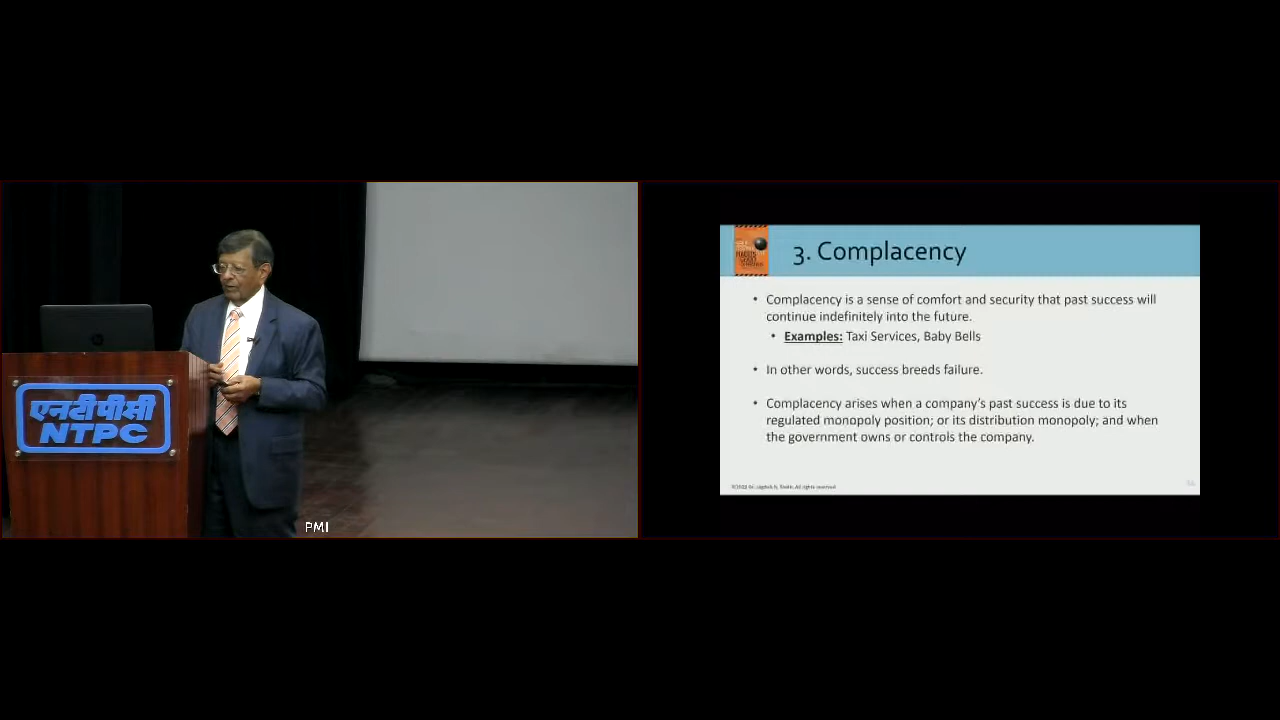 एनटीपीसी
NTPC
PMI
3. Complacency
• Complacency is a sense of comfort and security that past success will
continue indefinitely into the future.
• Examples: Taxi Services, Baby Bells
• In other words, success breeds failure.
• Complacency arises when a company's past success is due to its
regulated monopoly position; or its distribution monopoly; and when
the government owns or controls the company.
All rights reserved